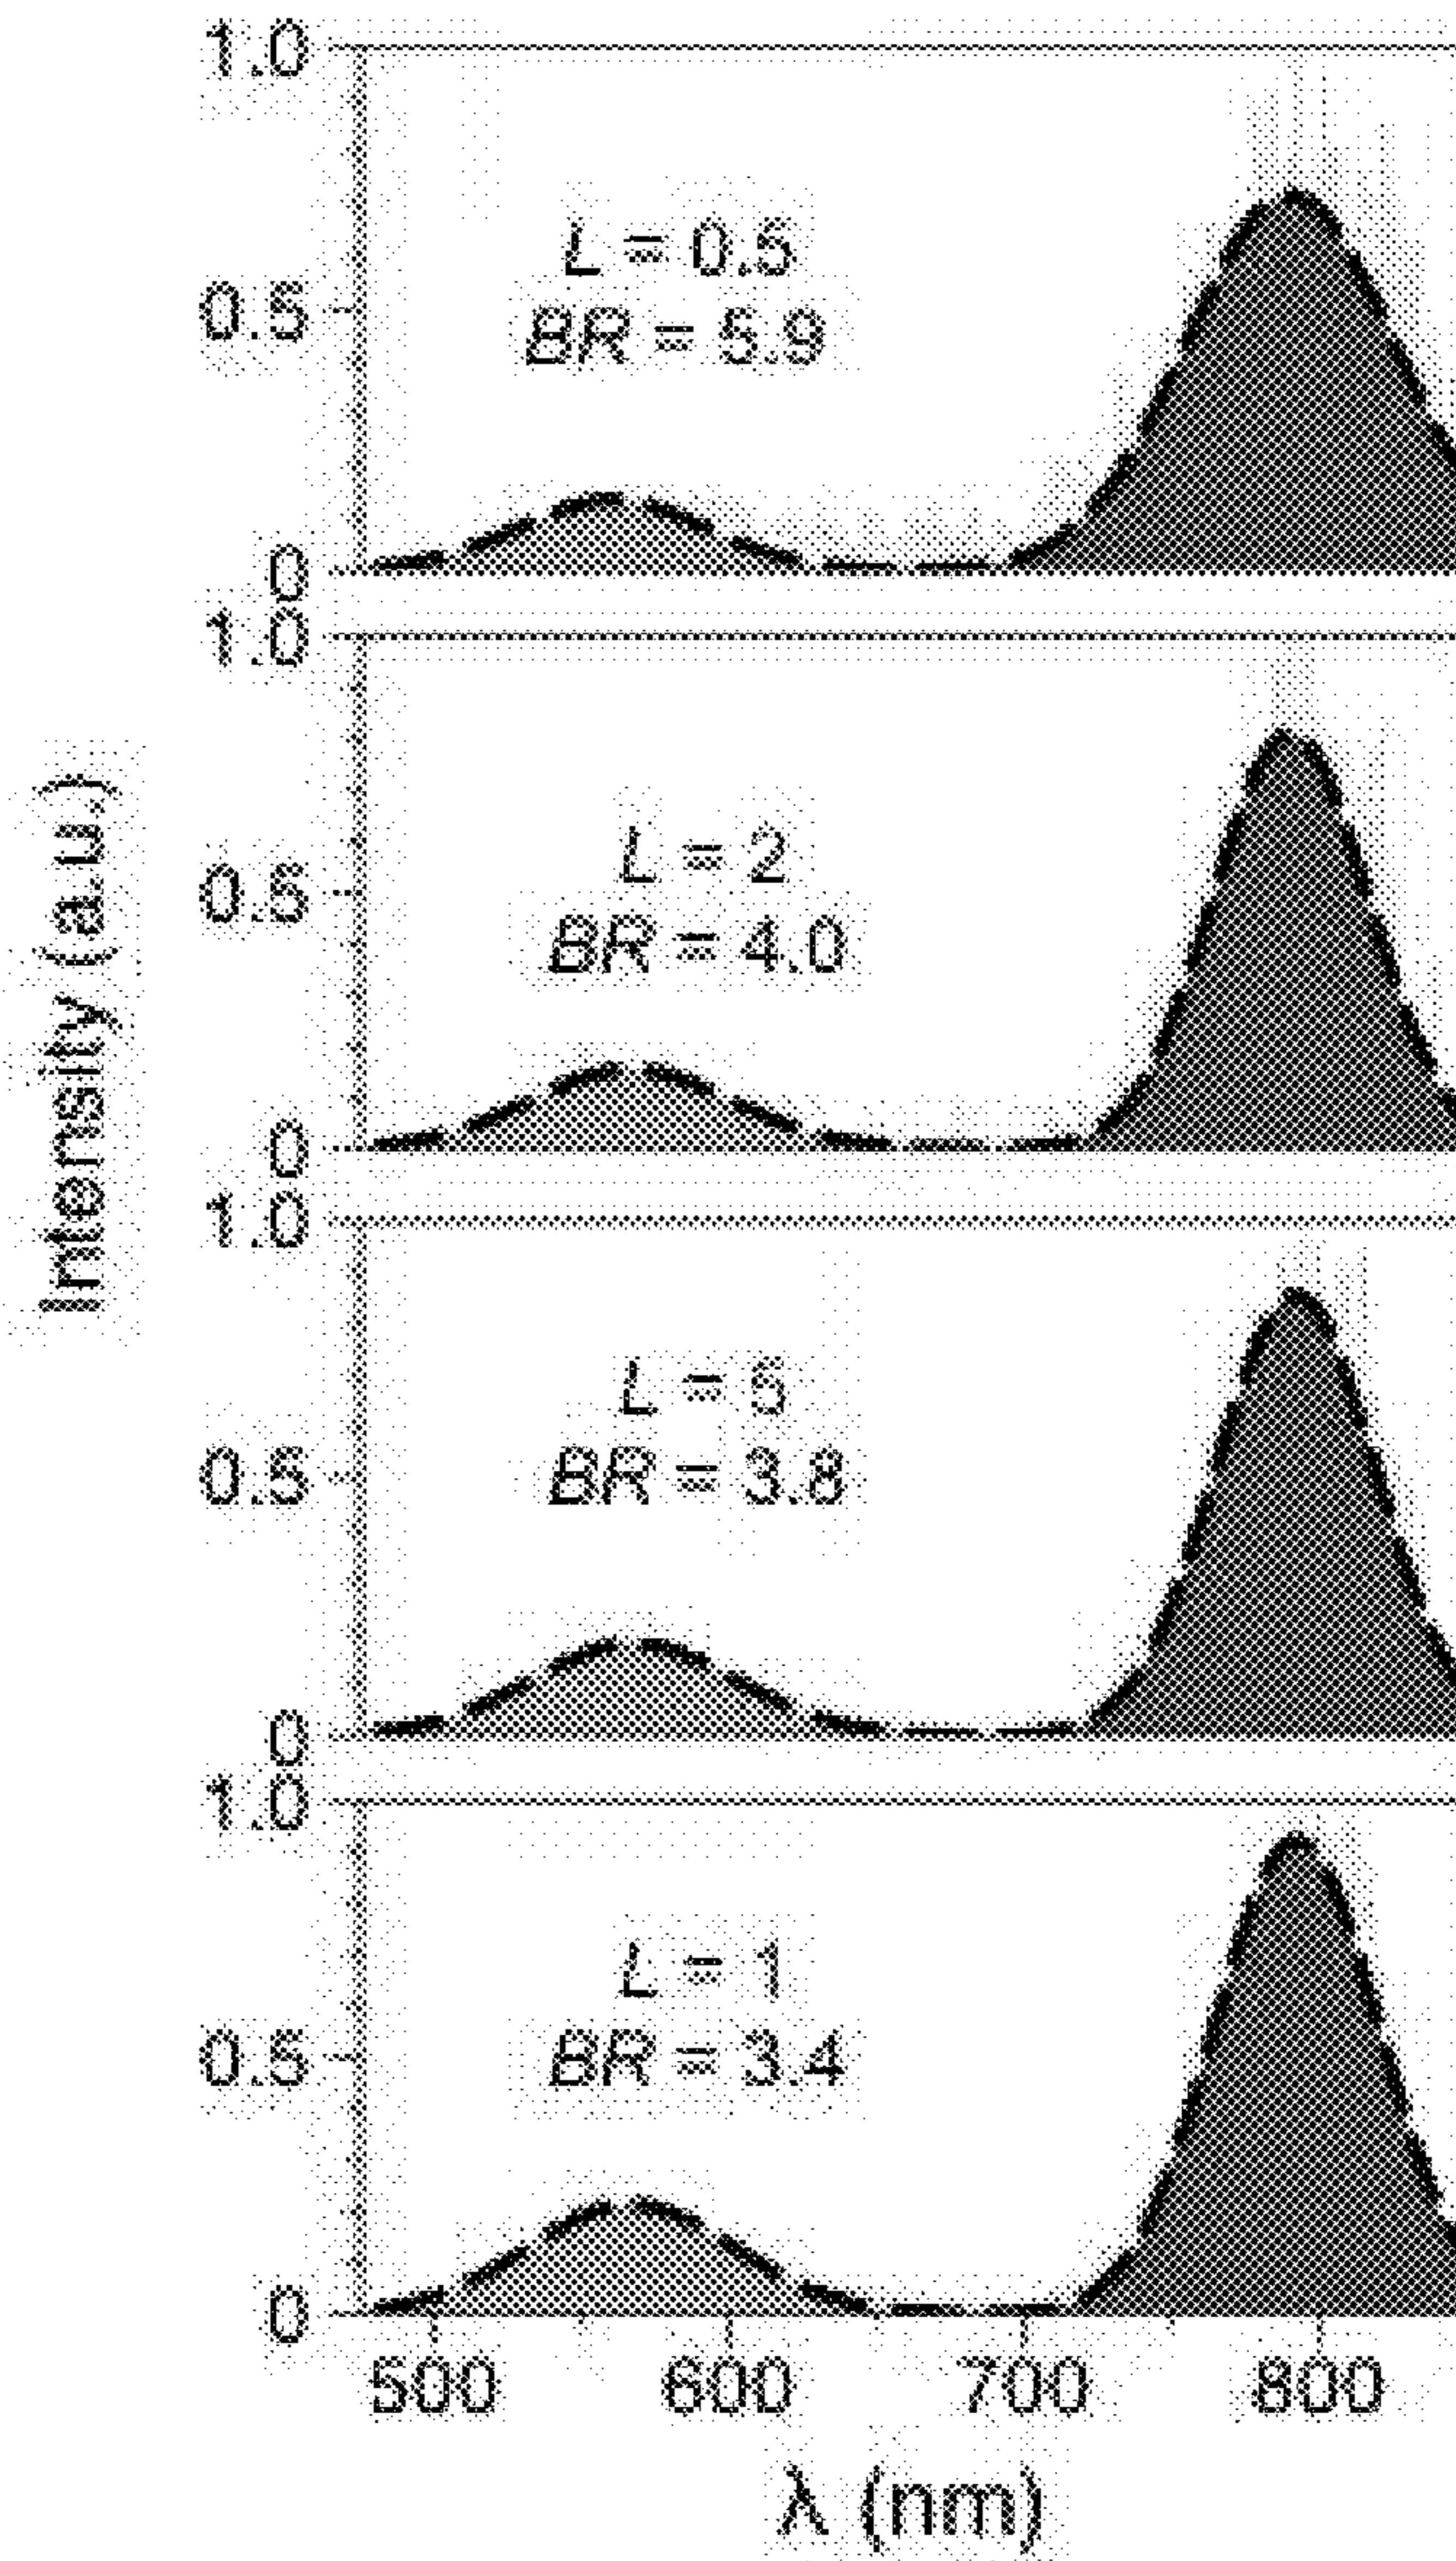 Intensity (a.u.)
1.0
0.5
0
L = 0.5
BR = 5.9
1.0
0.5
0
L = 2
BR = 4.0
1.0
0.5
0
L = 5
BR = 3.8
1.0
0.5
0
L = 1
BR = 3.4
500 600 700 800
λ (nm)